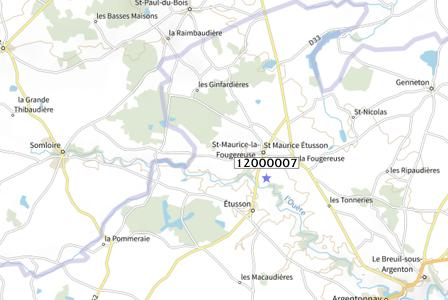 St-Paul-du-Bois
les Basses Maisons
la Raimbaudière
D33
Genneton
les Ginfardières
la Grande
Thibaudière
St-Nicolas
Somloire
St-Maurice-la-
Fougereuse
St Maurice Étusson
la Fougereuse
12000007
les Ripaudières
l'Ouère
Étusson
les Tonneries
la Pommeraie
Le Breuil-sous-
Argenton
les Macaudières
Argentonnay